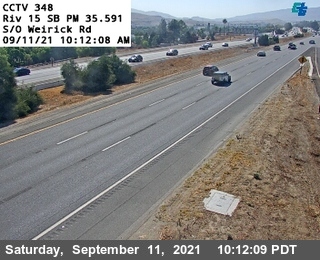 CCTV 348
Riv 15 SB PM 35.591
S/O Weirick Rd
09/11/21 10:12:08 AM
Saturday, September 11, 2021 10:12:09 PDT